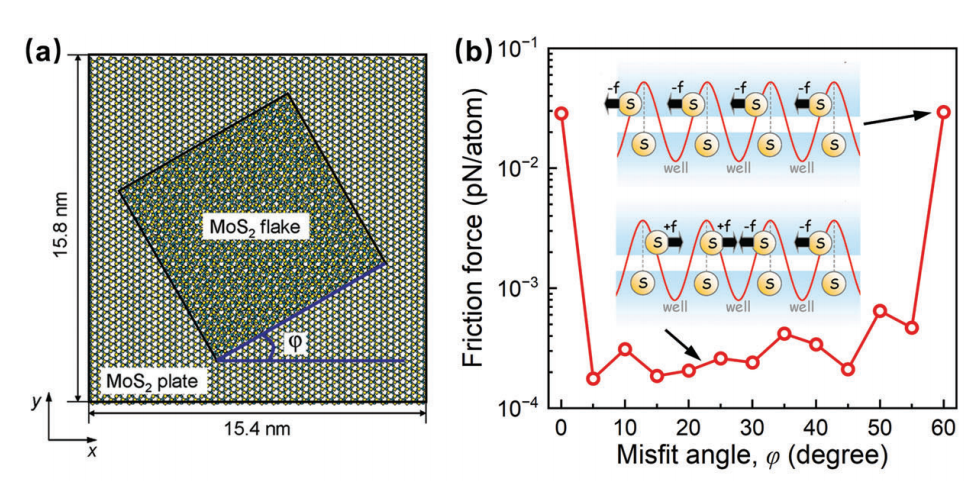 (a)
15.8 nm
MoS₂ flake
φ
MoS₂ plate
y
x
15.4 nm
(b)
Friction force (pN/atom)
10⁻¹
10⁻²
10⁻³
10⁻⁴
-f -f -f -f
S S S S
S S S S
well well well
+f +f -f -f
S S S S
S S S S
well well well
0 10 20 30 40 50 60
Misfit angle, φ (degree)